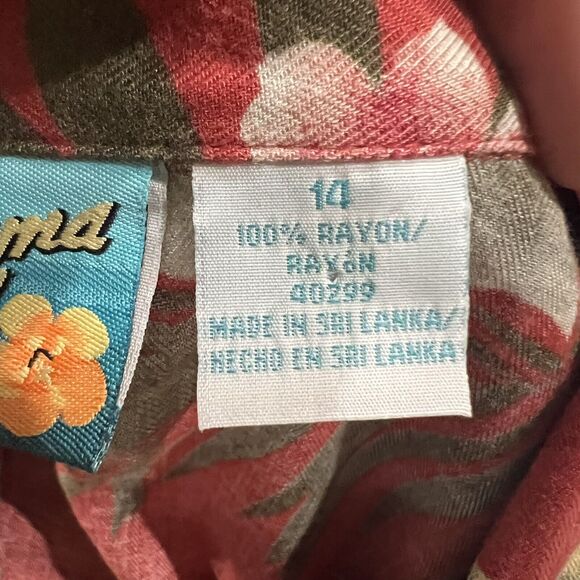 14
100% RAYON/
RAYóN
40299
MADE IN SRI LANKA/
HECHO EN SRI LANKA